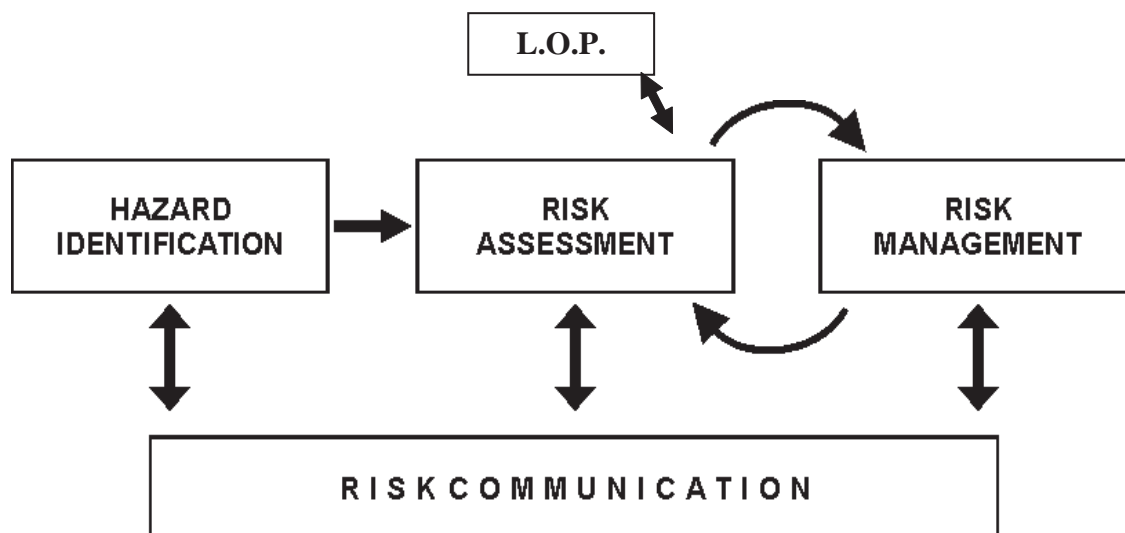 L.O.P.
HAZARD
IDENTIFICATION
RISK
ASSESSMENT
RISK
MANAGEMENT
RISKCOMMUNICATION